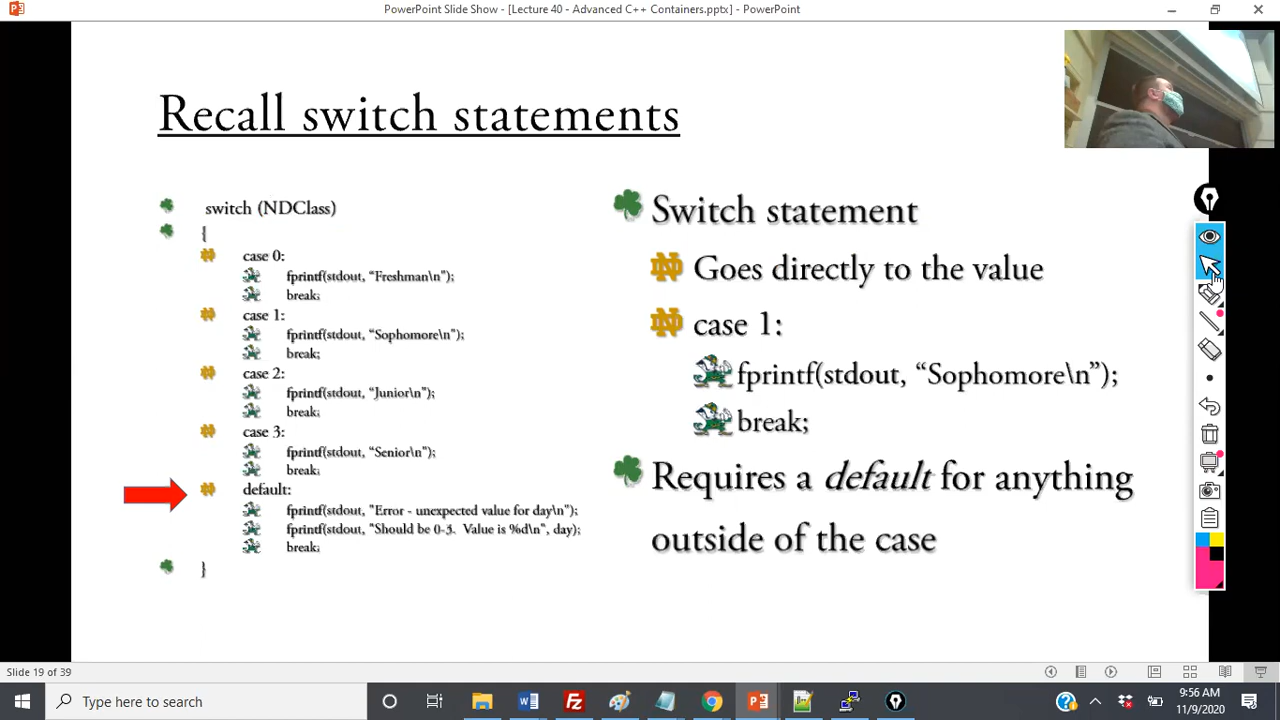 PowerPoint Slide Show - [Lecture 40 - Advanced C++ Containers.pptx] - PowerPoint
Recall switch statements
switch (NDClass)
{
case 0:
fprintf(stdout, “Freshman\n”);
break;
case 1:
fprintf(stdout, “Sophomore\n”);
break;
case 2:
fprintf(stdout, “Junior\n”);
break;
case 3:
fprintf(stdout, “Senior\n”);
break;
default:
fprintf(stdout, "Error - unexpected value for day\n");
fprintf(stdout, "Should be 0-3. Value is %d\n", day);
break;
}
Switch statement
Goes directly to the value
case 1:
fprintf(stdout, “Sophomore\n”);
break;
Requires a default for anything
outside of the case
Slide 19 of 39
Type here to search
9:56 AM
11/9/2020